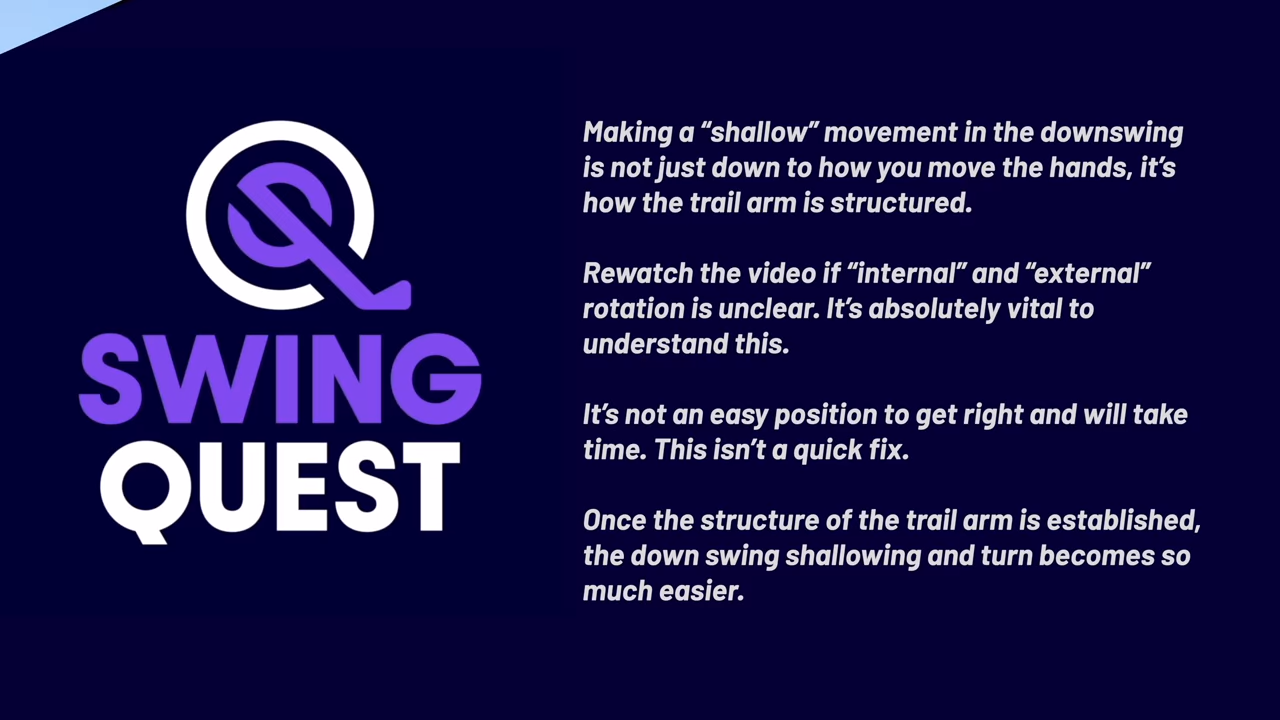 SWING
QUEST
Making a “shallow” movement in the downswing
is not just down to how you move the hands, it’s
how the trail arm is structured.
Rewatch the video if “internal” and “external”
rotation is unclear. It’s absolutely vital to
understand this.
It’s not an easy position to get right and will take
time. This isn’t a quick fix.
Once the structure of the trail arm is established,
the down swing shallowing and turn becomes so
much easier.